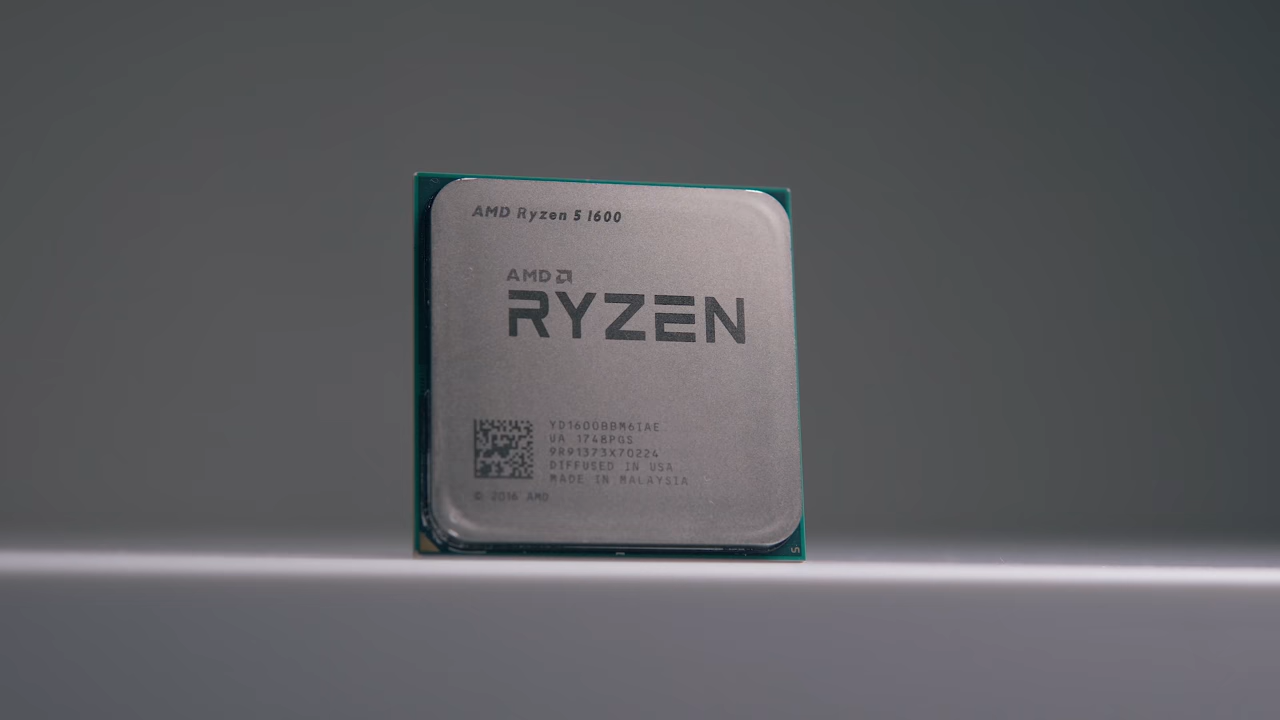 AMD Ryzen 5 1600
AMD
RYZEN
YD1600BBM6IAE
UA 1748PGS
9R91373X70224
DIFFUSED IN USA
MADE IN MALAYSIA
© 2016 AMD